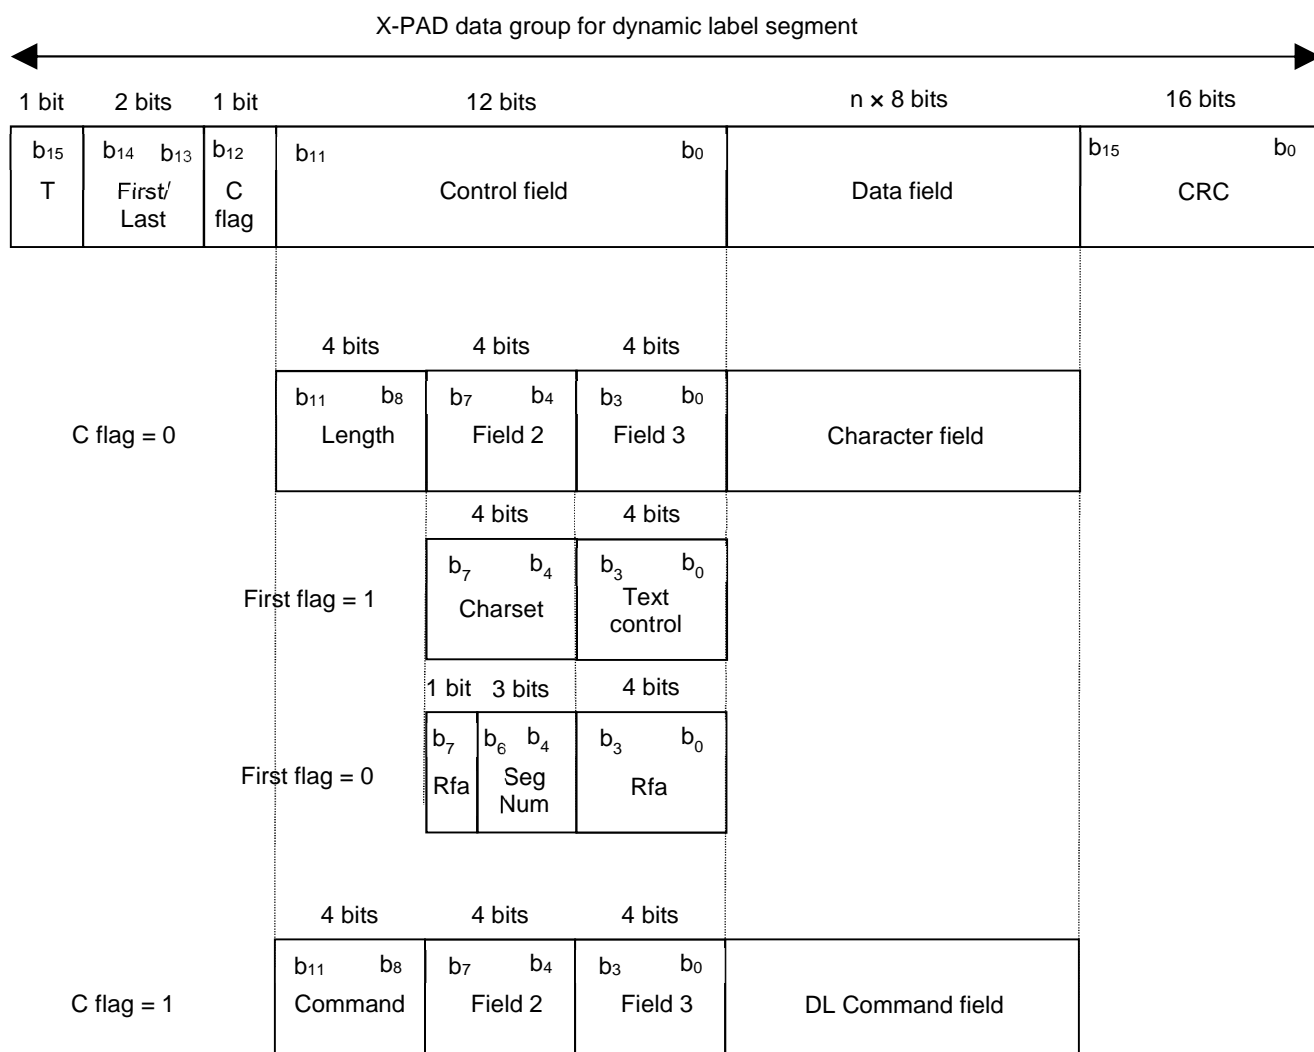 X-PAD data group for dynamic label segment
1 bit 2 bits 1 bit 12 bits n × 8 bits 16 bits
b15 b14 b13 b12 b11 b0 b15 b0
T First/ C Control field Data field CRC
Last flag
4 bits 4 bits 4 bits
b11 b8 b7 b4 b3 b0
C flag = 0 Length Field 2 Field 3 Character field
4 bits 4 bits
b7 b4 b3 b0
First flag = 1 Charset Text
control
1 bit 3 bits 4 bits
b7 b6 b4 b3 b0
First flag = 0 Rfa Seg Rfa
Num
4 bits 4 bits 4 bits
b11 b8 b7 b4 b3 b0
C flag = 1 Command Field 2 Field 3 DL Command field